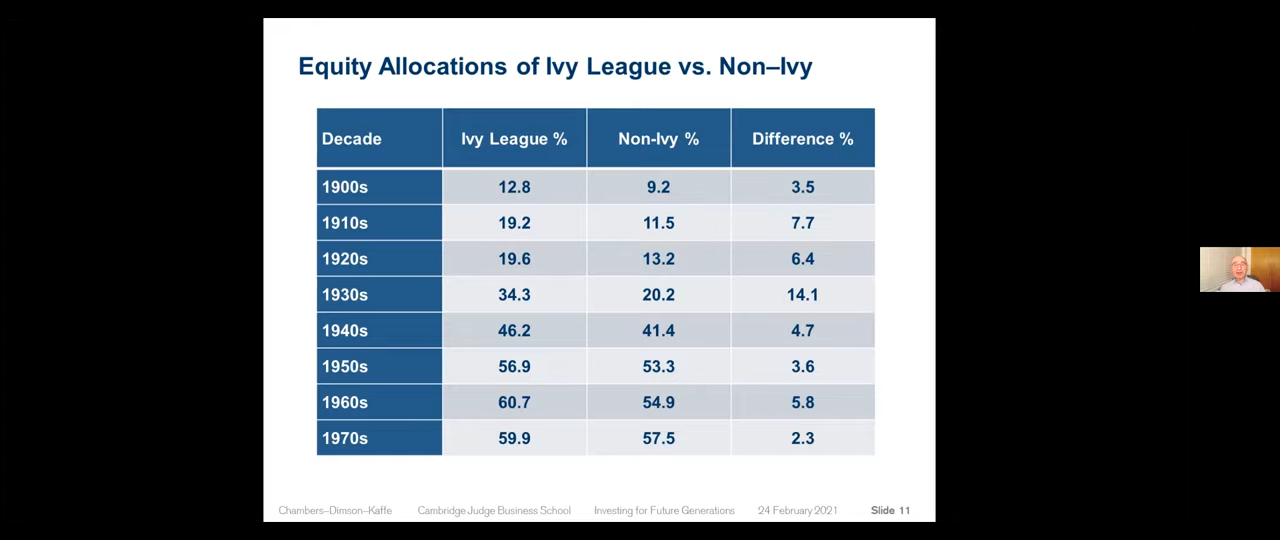 Equity Allocations of Ivy League vs. Non–Ivy
Decade Ivy League % Non-Ivy % Difference %
1900s 12.8 9.2 3.5
1910s 19.2 11.5 7.7
1920s 19.6 13.2 6.4
1930s 34.3 20.2 14.1
1940s 46.2 41.4 4.7
1950s 56.9 53.3 3.6
1960s 60.7 54.9 5.8
1970s 59.9 57.5 2.3
Chambers–Dimson–Kaffe Cambridge Judge Business School Investing for Future Generations 24 February 2021 Slide 11